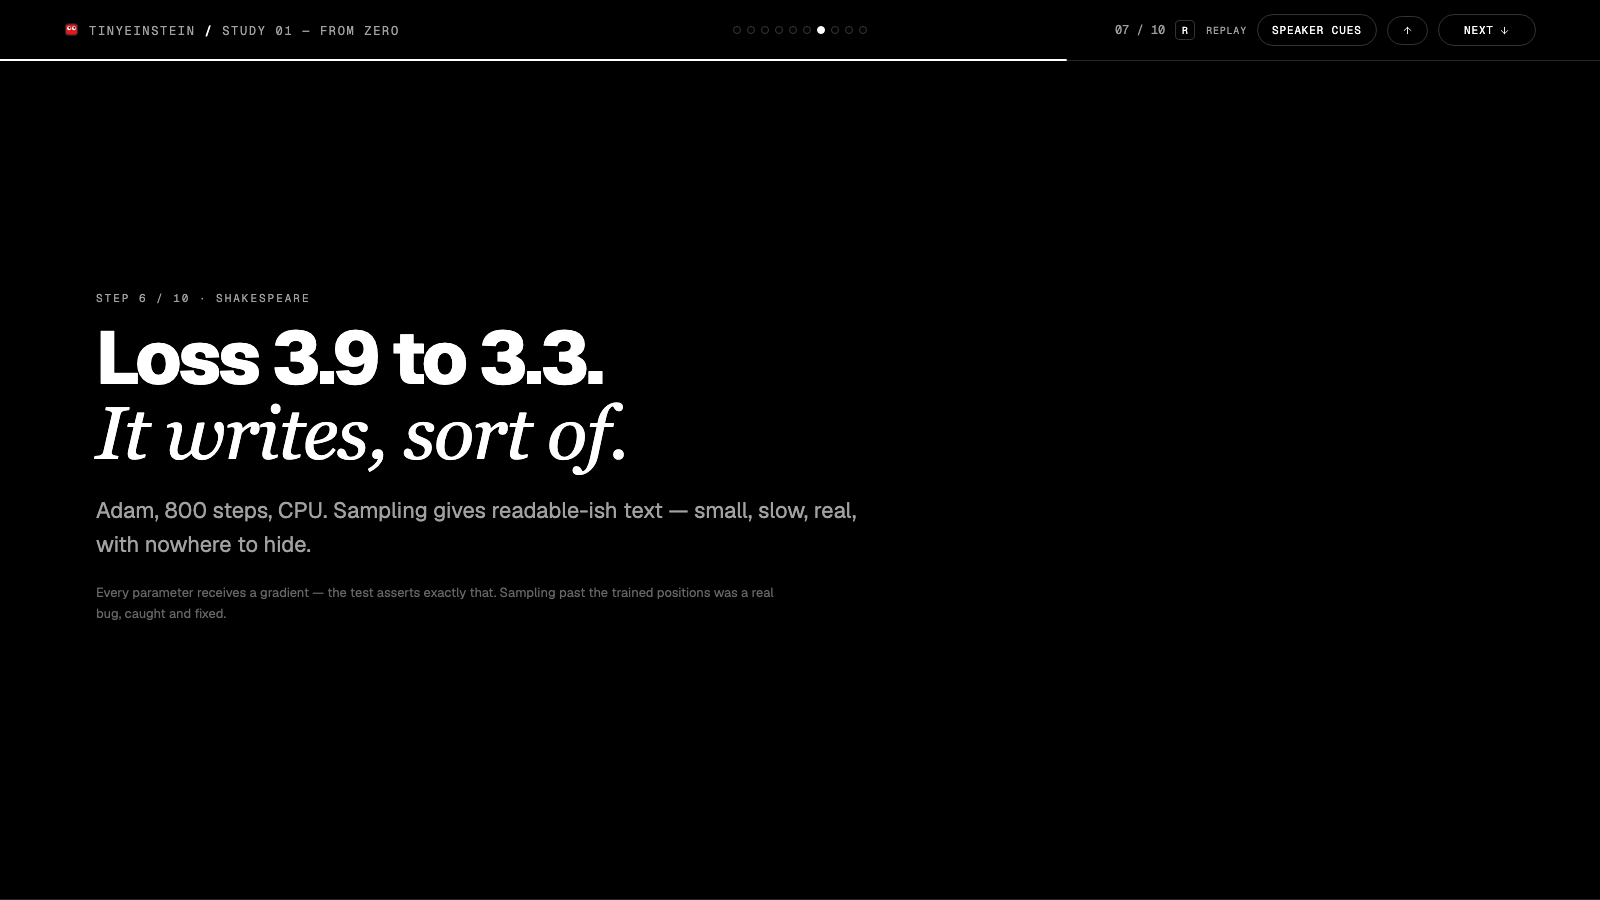 TINYEINSTEIN / STUDY 01 — FROM ZERO
07 / 10 R REPLAY SPEAKER CUES ↑ NEXT ↓
STEP 6 / 10 · SHAKESPEARE
Loss 3.9 to 3.3.
It writes, sort of.
Adam, 800 steps, CPU. Sampling gives readable-ish text — small, slow, real,
with nowhere to hide.
Every parameter receives a gradient — the test asserts exactly that. Sampling past the trained positions was a real
bug, caught and fixed.